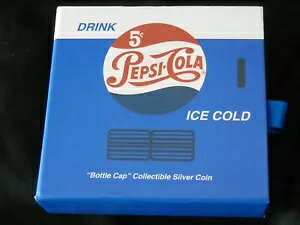 DRINK
5¢
PEPSI-COLA
ICE COLD
"Bottle Cap" Collectible Silver Coin